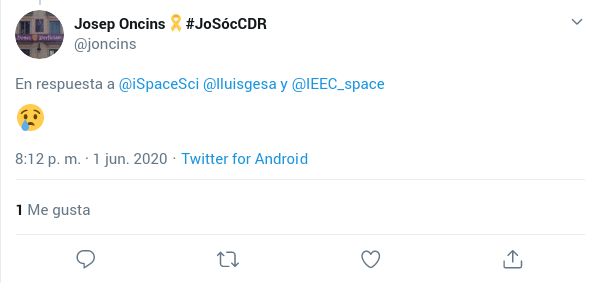 Josep Oncins🎗#JoSócCDR
@joncins
En respuesta a @iSpaceSci @lluisgesa y @IEEC_space
😢
8:12 p. m. · 1 jun. 2020 · Twitter for Android
1 Me gusta